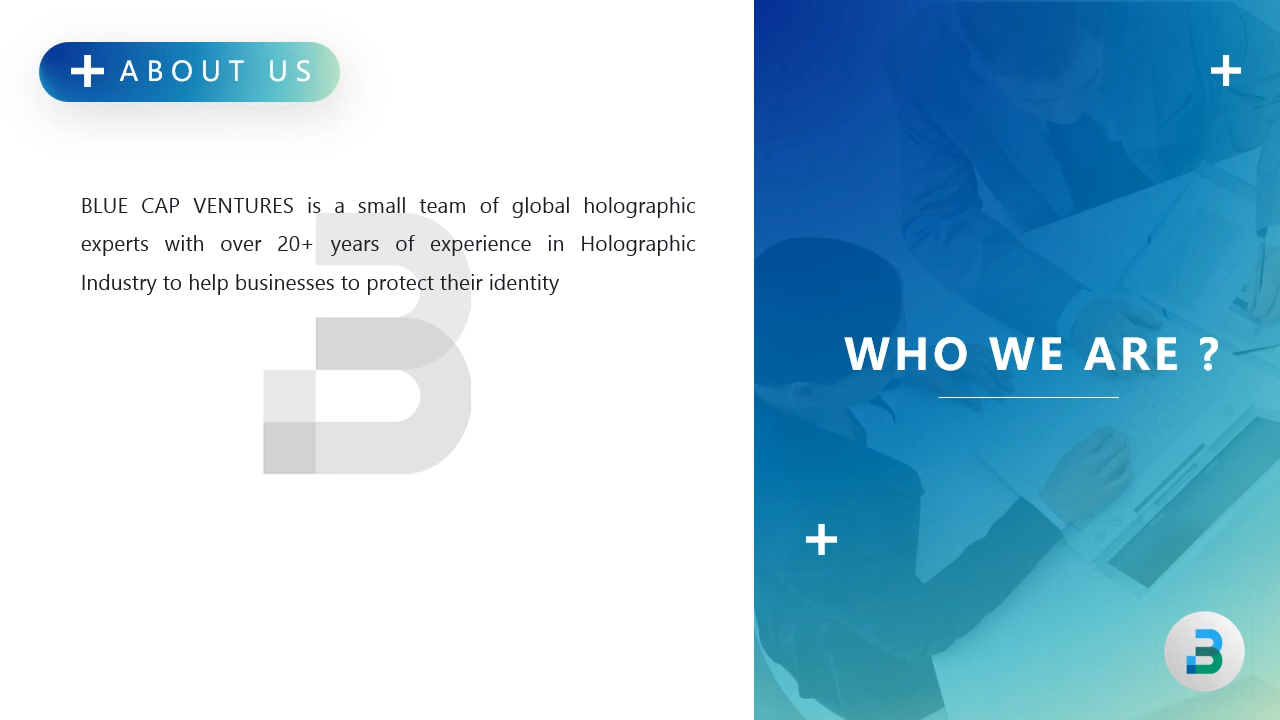 ABOUT US
BLUE CAP VENTURES is a small team of global holographic
experts with over 20+ years of experience in Holographic
Industry to help businesses to protect their identity
WHO WE ARE ?